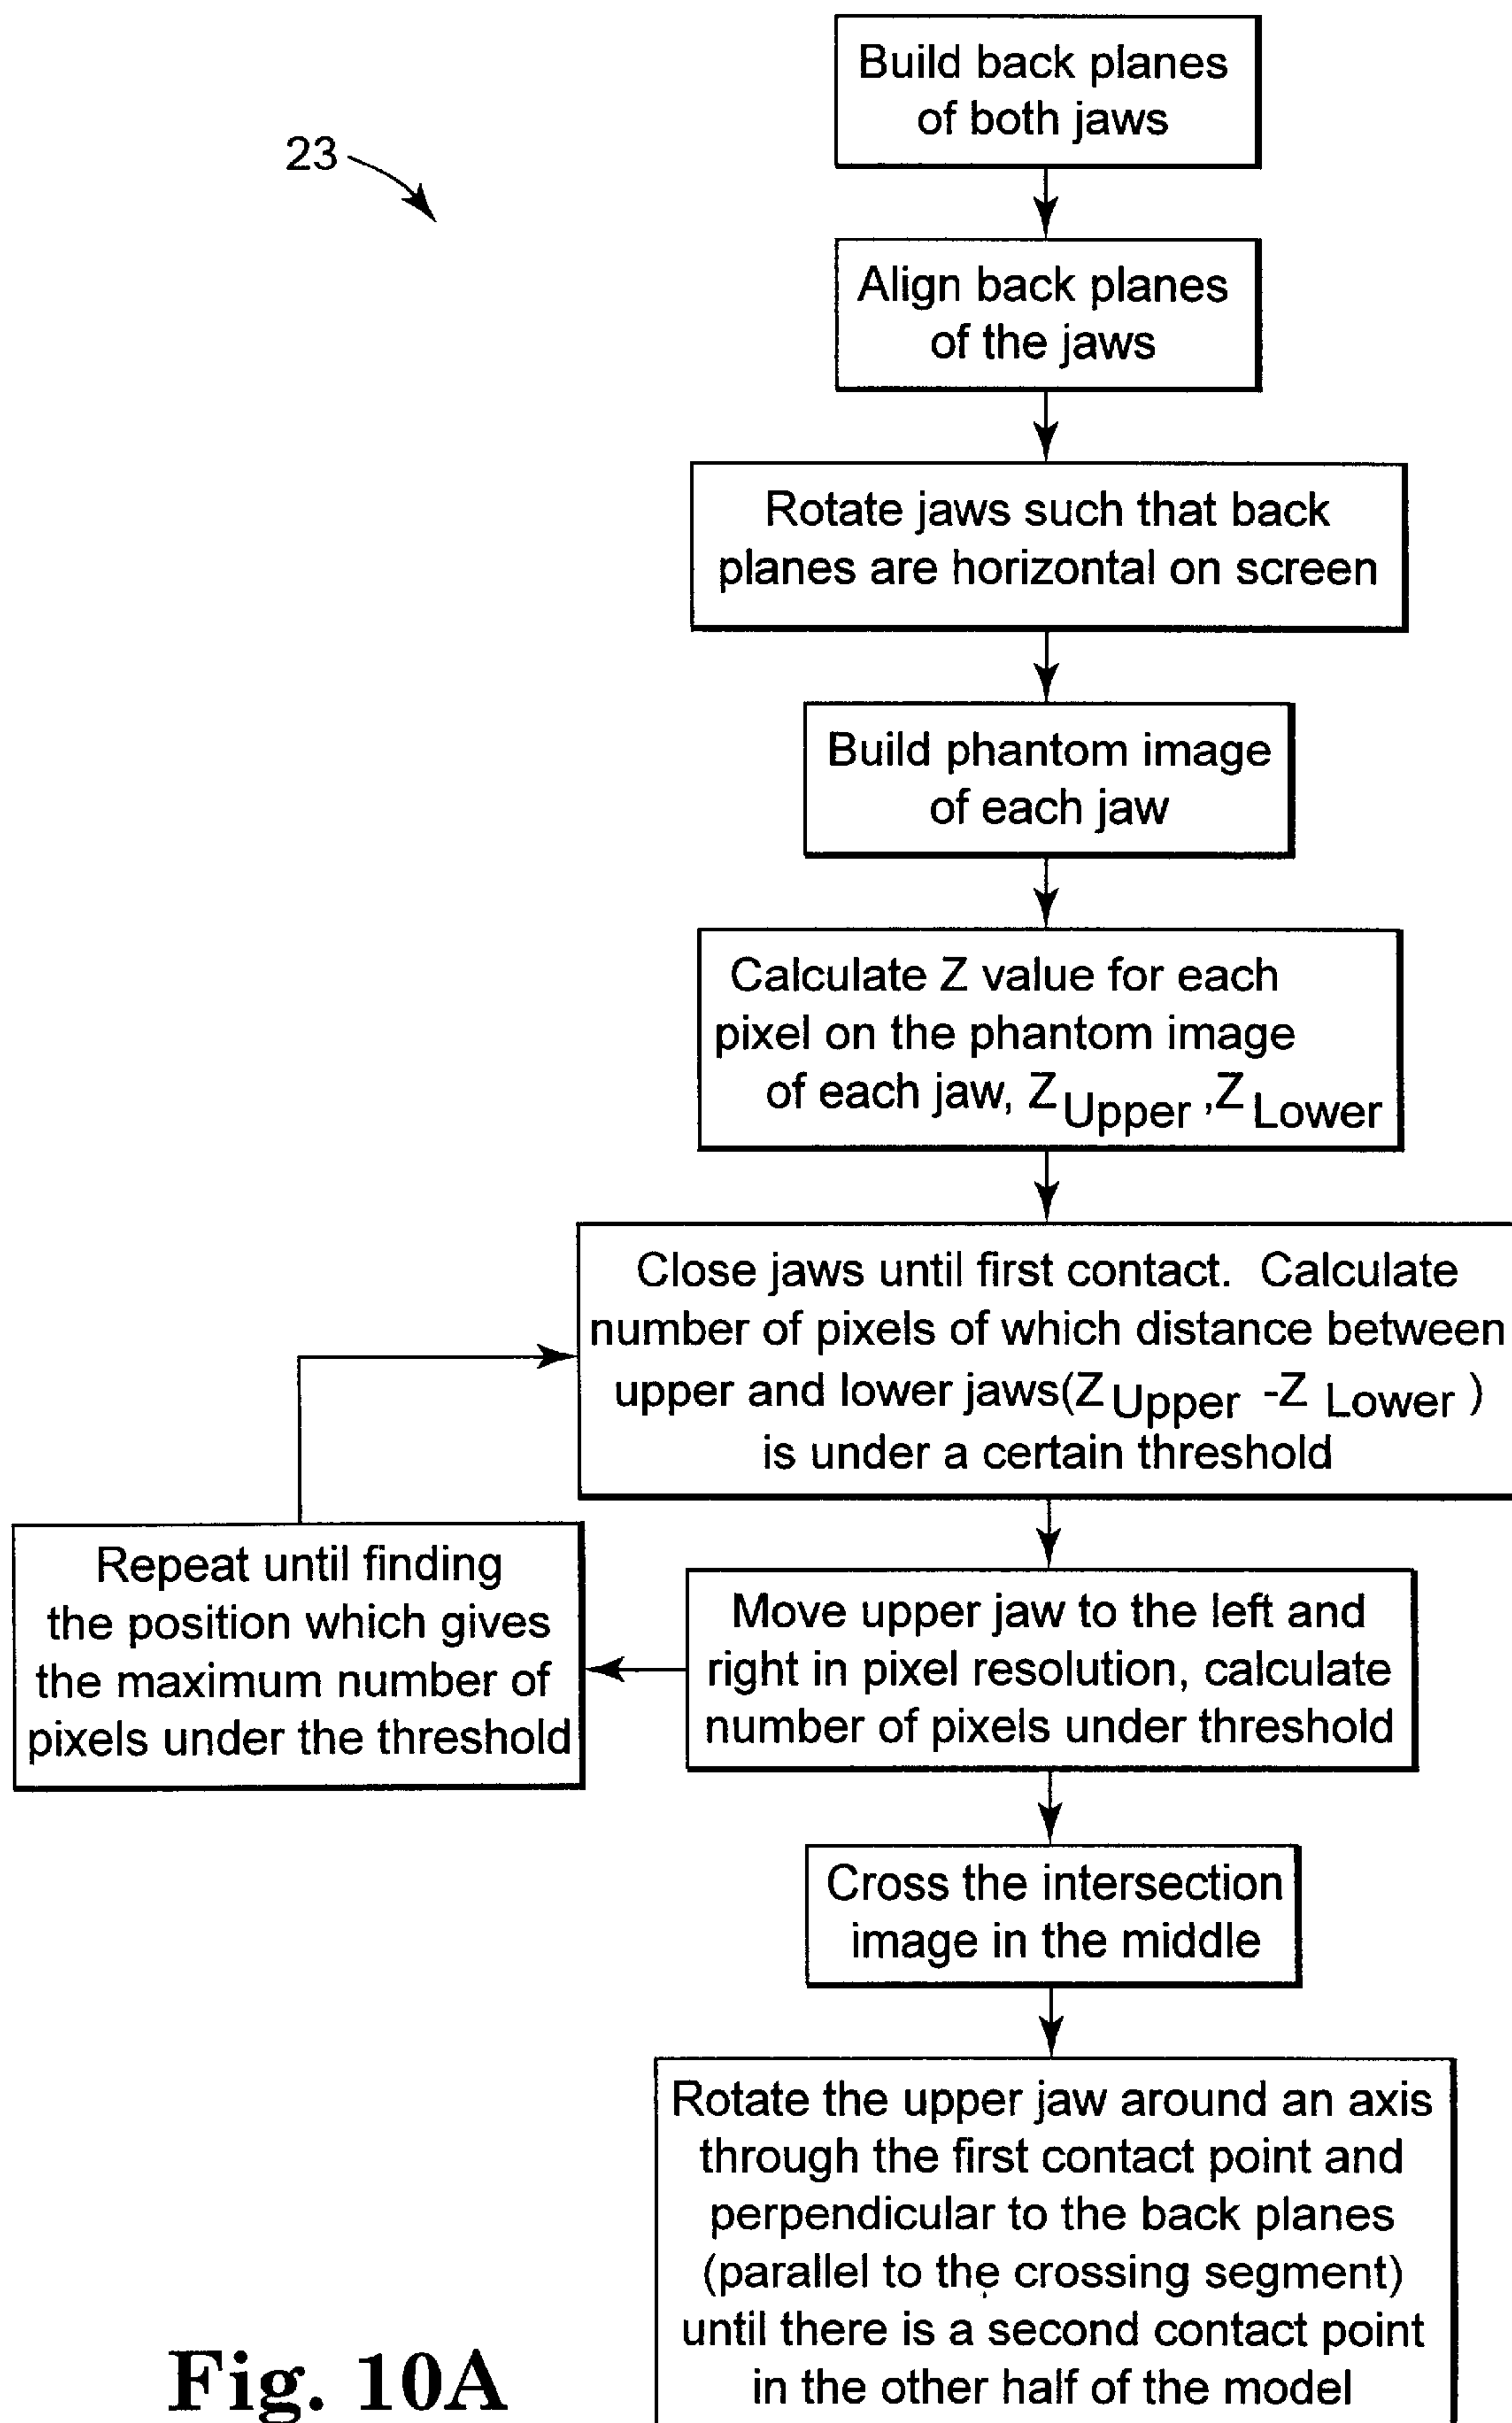 Build back planes
of both jaws
23
Align back planes
of the jaws
Rotate jaws such that back
planes are horizontal on screen
Build phantom image
of each jaw
Calculate Z value for each
pixel on the phantom image
of each jaw, Z Upper ,Z Lower
Close jaws until first contact. Calculate
number of pixels of which distance between
upper and lower jaws(Z Upper -Z Lower )
is under a certain threshold
Repeat until finding
the position which gives
the maximum number of
pixels under the threshold
Move upper jaw to the left and
right in pixel resolution, calculate
number of pixels under threshold
Cross the intersection
image in the middle
Rotate the upper jaw around an axis
through the first contact point and
perpendicular to the back planes
(parallel to the crossing segment)
until there is a second contact point
in the other half of the model
Fig. 10A